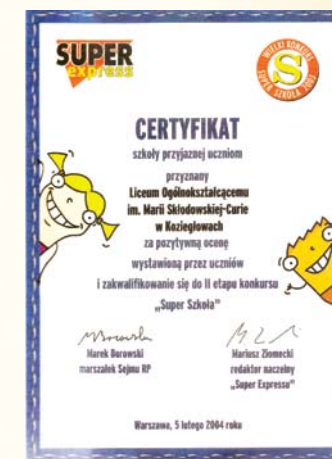 SUPER
express
WIELKI KONKURS
S
SUPER SZKOŁA 2003
CERTYFIKAT
szkoły przyjaznej uczniom
przyznany
Liceum Ogólnokształcącemu
im. Marii Skłodowskiej-Curie
w Koziegłowach
za pozytywną ocenę
wystawioną przez uczniów
i zakwalifikowanie się do II etapu konkursu
„Super Szkoła"
Marek Borowski
marszałek Sejmu RP
Mariusz Ziomecki
redaktor naczelny
„Super Expressu"
Warszawa, 5 lutego 2004 roku